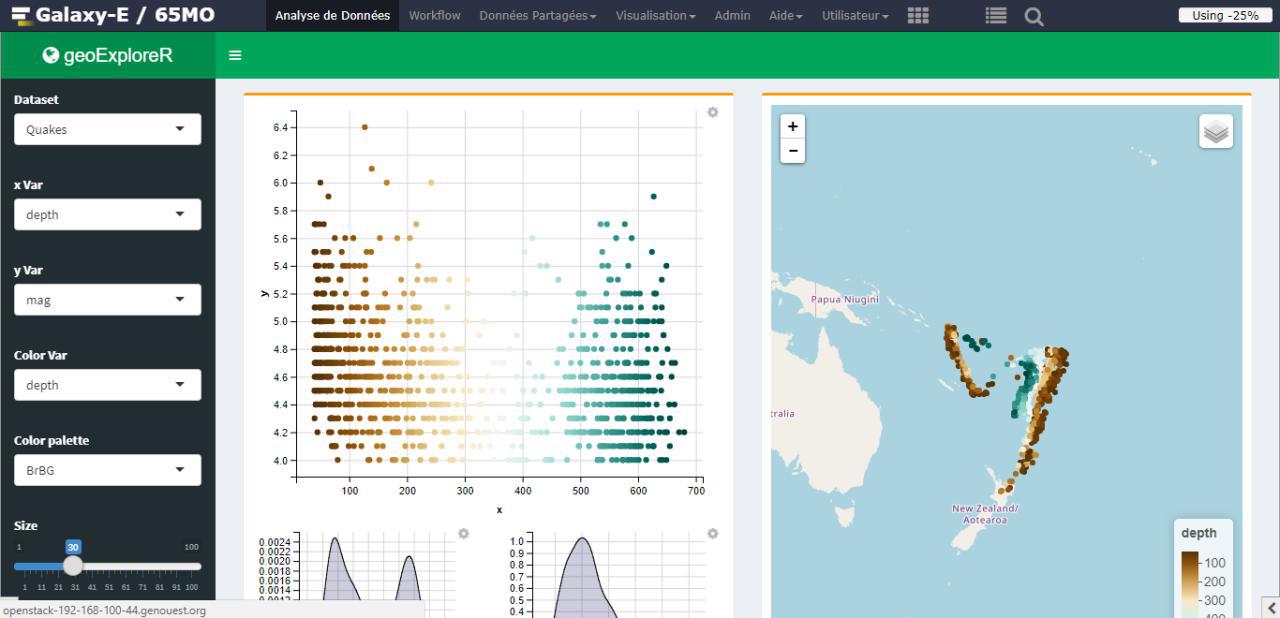 Galaxy-E / 65MO
Analyse de Données Workflow Données Partagées Visualisation Admin Aide Utilisateur
Using -25%
geoExploreR
Dataset
Quakes
x Var
depth
y Var
mag
Color Var
depth
Color palette
BrBG
Size
1 30 100
1 11 21 31 41 51 61 71 81 91 100
openstack-192-168-100-44.genouest.org
6.4
6.2
6.0
5.8
5.6
5.4
5.2
5.0
4.8
4.6
4.4
4.2
4.0
y
100 200 300 400 500 600 700
x
0.0024
0.0022
0.0020
0.0018
0.0016
0.0014
0.0012
1.0
0.9
0.8
0.7
0.6
0.5
0.4
+
−
Papua Niugini
tralia
New Zealand/
Aotearoa
depth
100
200
300
400